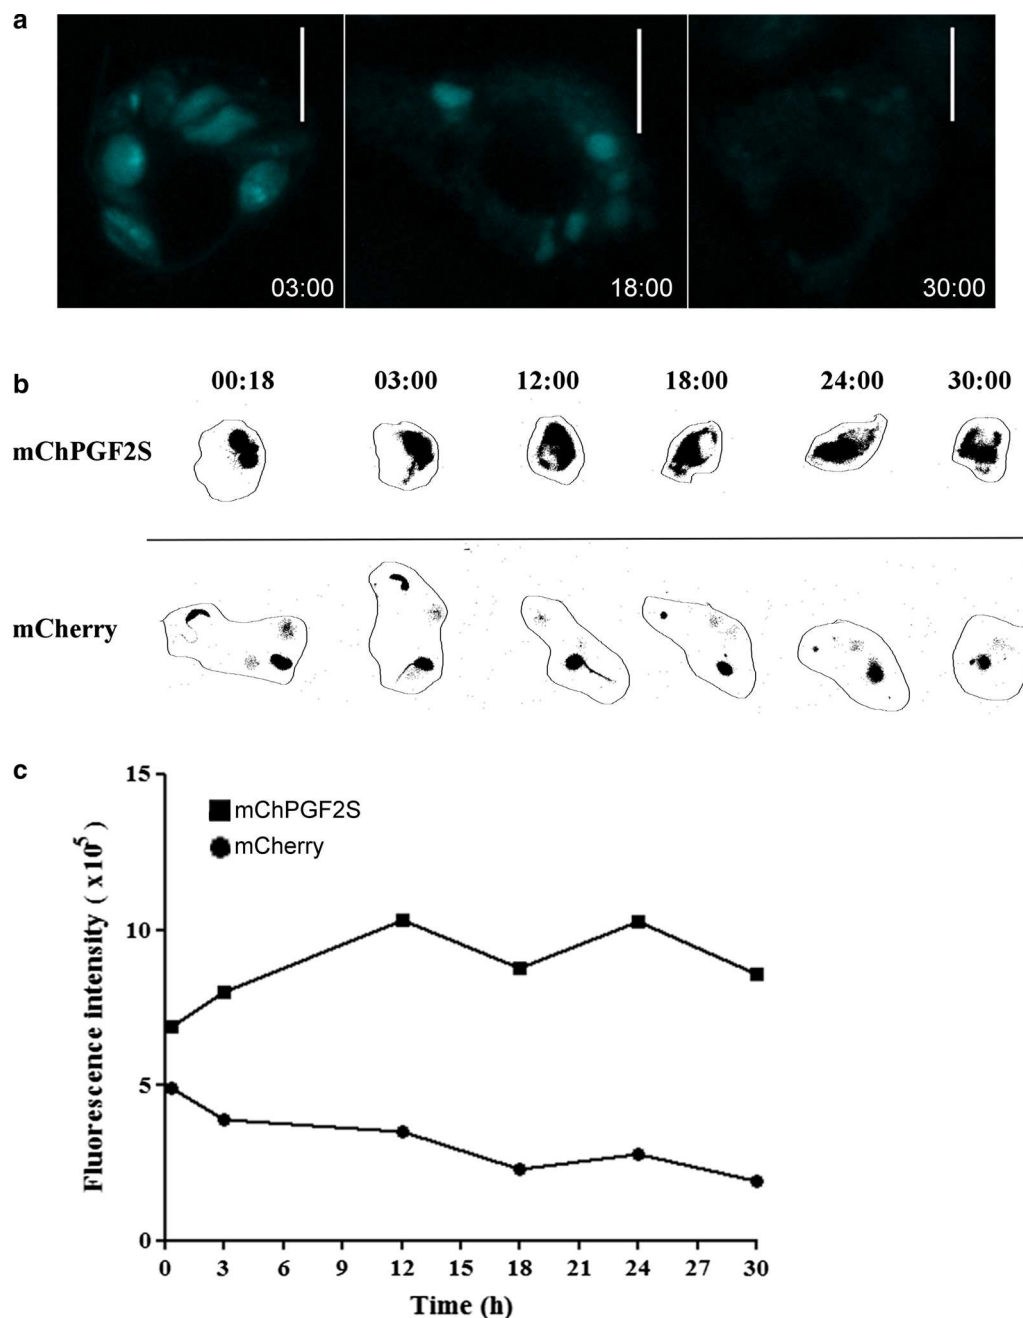 a
03:00 18:00 30:00
b
00:18 03:00 12:00 18:00 24:00 30:00
mChPGF2S
mCherry
c
mChPGF2S
mCherry
Fluorescence intensity ( x10⁵ )
15
10
5
0
0 3 6 9 12 15 18 21 24 27 30
Time (h)